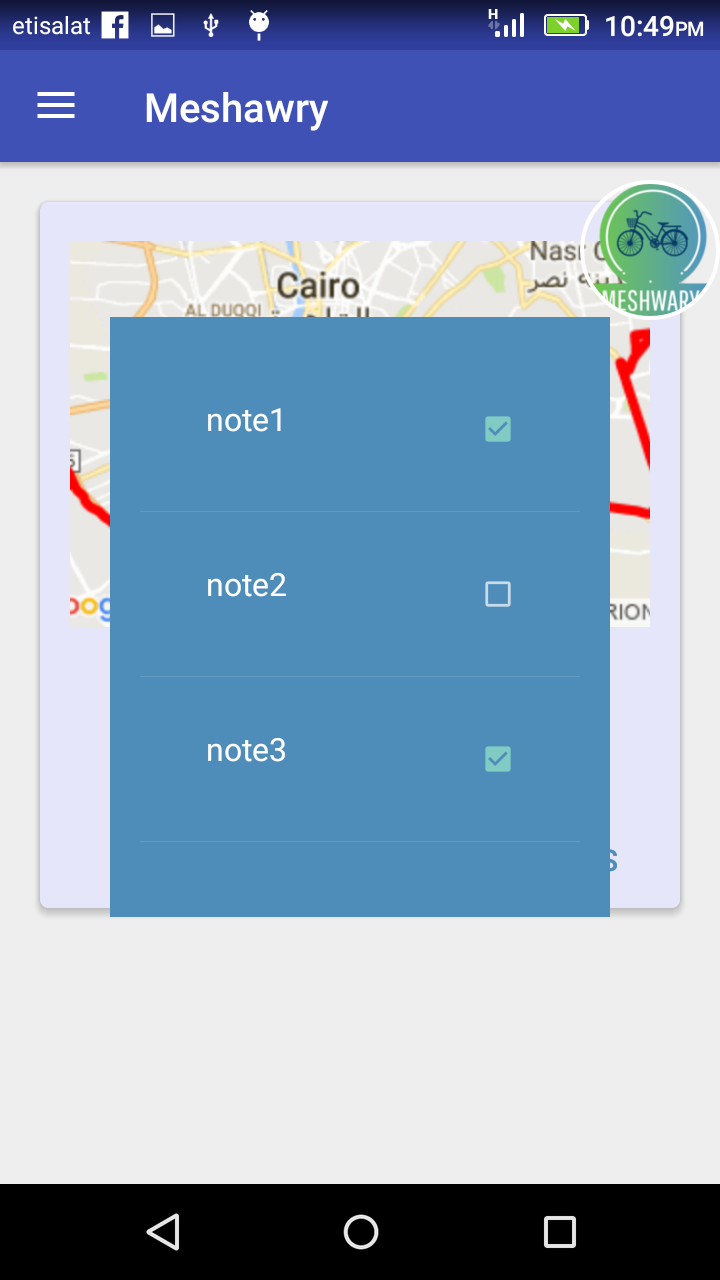 etisalat
H
10:49PM
Meshawry
MESHWARY
Nasr
نصر
Cairo
AL DUQQI
note1
note2
note3